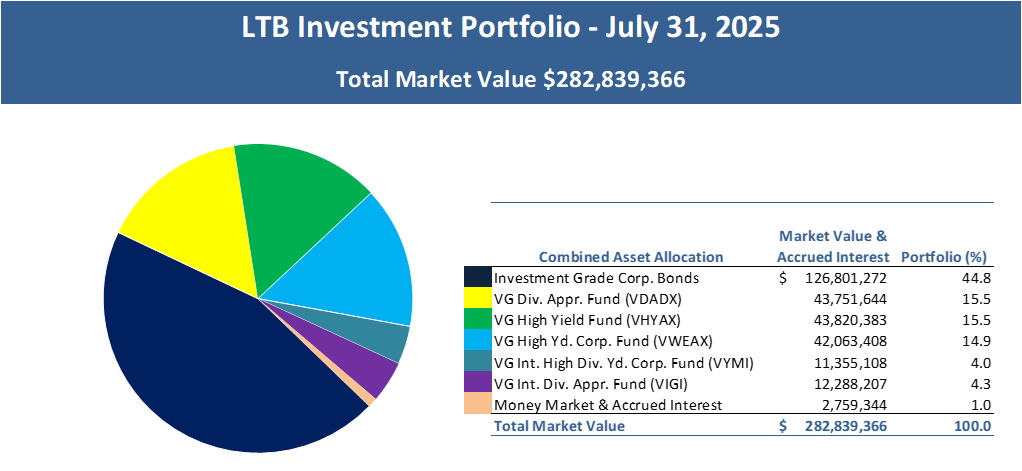 LTB Investment Portfolio - July 31, 2025
Total Market Value $282,839,366
Market Value &
Combined Asset Allocation Accrued Interest Portfolio (%)
Investment Grade Corp. Bonds $ 126,801,272 44.8
VG Div. Appr. Fund (VDADX) 43,751,644 15.5
VG High Yield Fund (VHYAX) 43,820,383 15.5
VG High Yd. Corp. Fund (VWEAX) 42,063,408 14.9
VG Int. High Div. Yd. Corp. Fund (VYMI) 11,355,108 4.0
VG Int. Div. Appr. Fund (VIGI) 12,288,207 4.3
Money Market & Accrued Interest 2,759,344 1.0
Total Market Value $ 282,839,366 100.0